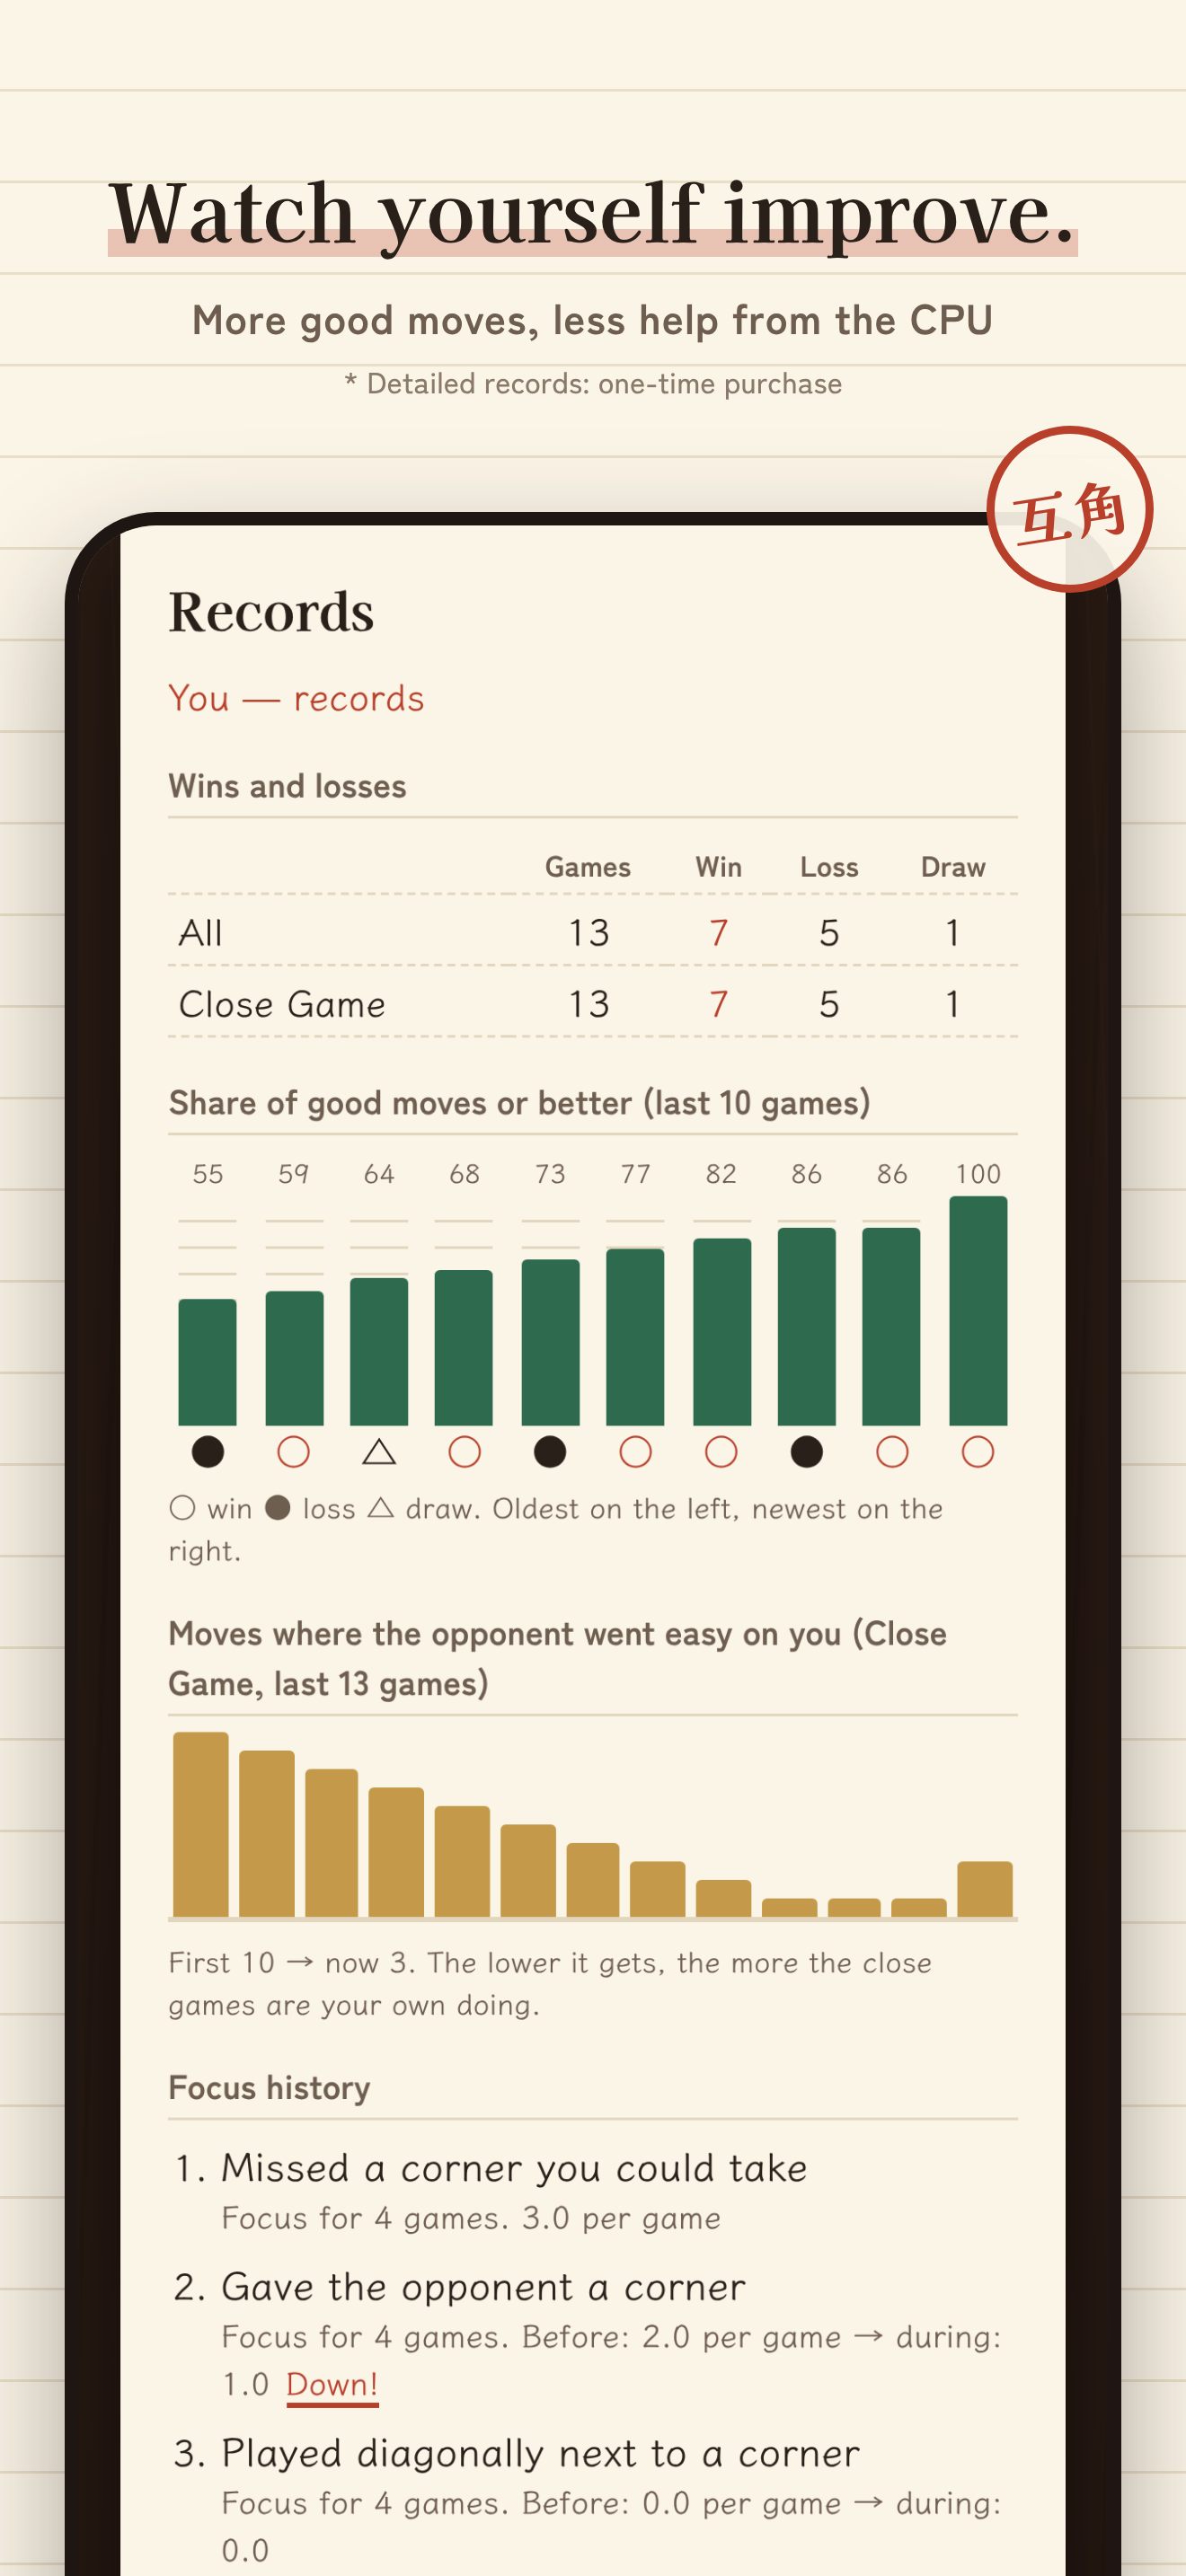 Watch yourself improve.
More good moves, less help from the CPU
* Detailed records: one-time purchase
互角
Records
You — records
Wins and losses
Games Win Loss Draw
All 13 7 5 1
Close Game 13 7 5 1
Share of good moves or better (last 10 games)
55 59 64 68 73 77 82 86 86 100
○ win ● loss △ draw. Oldest on the left, newest on the
right.
Moves where the opponent went easy on you (Close
Game, last 13 games)
First 10 → now 3. The lower it gets, the more the close
games are your own doing.
Focus history
1. Missed a corner you could take
Focus for 4 games. 3.0 per game
2. Gave the opponent a corner
Focus for 4 games. Before: 2.0 per game → during:
1.0 Down!
3. Played diagonally next to a corner
Focus for 4 games. Before: 0.0 per game → during:
0.0